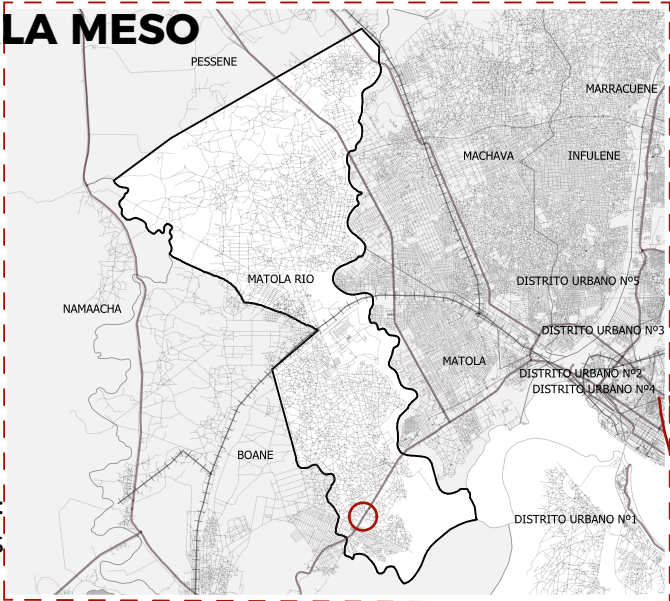 LA MESO
PESSENE
MARRACUENE
MACHAVA
INFULENE
MATOLA RIO
DISTRITO URBANO Nº5
NAMAACHA
DISTRITO URBANO Nº3
MATOLA
DISTRITO URBANO Nº2
DISTRITO URBANO Nº4
BOANE
DISTRITO URBANO Nº1